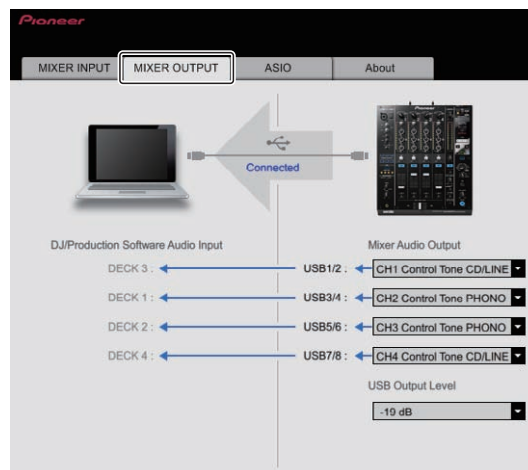 Pioneer
MIXER INPUT MIXER OUTPUT ASIO About
Connected
DJ/Production Software Audio Input Mixer Audio Output
DECK 3 : USB1/2 : CH1 Control Tone CD/LINE
DECK 1 : USB3/4 : CH2 Control Tone PHONO
DECK 2 : USB5/6 : CH3 Control Tone PHONO
DECK 4 : USB7/8 : CH4 Control Tone CD/LINE
USB Output Level
-19 dB